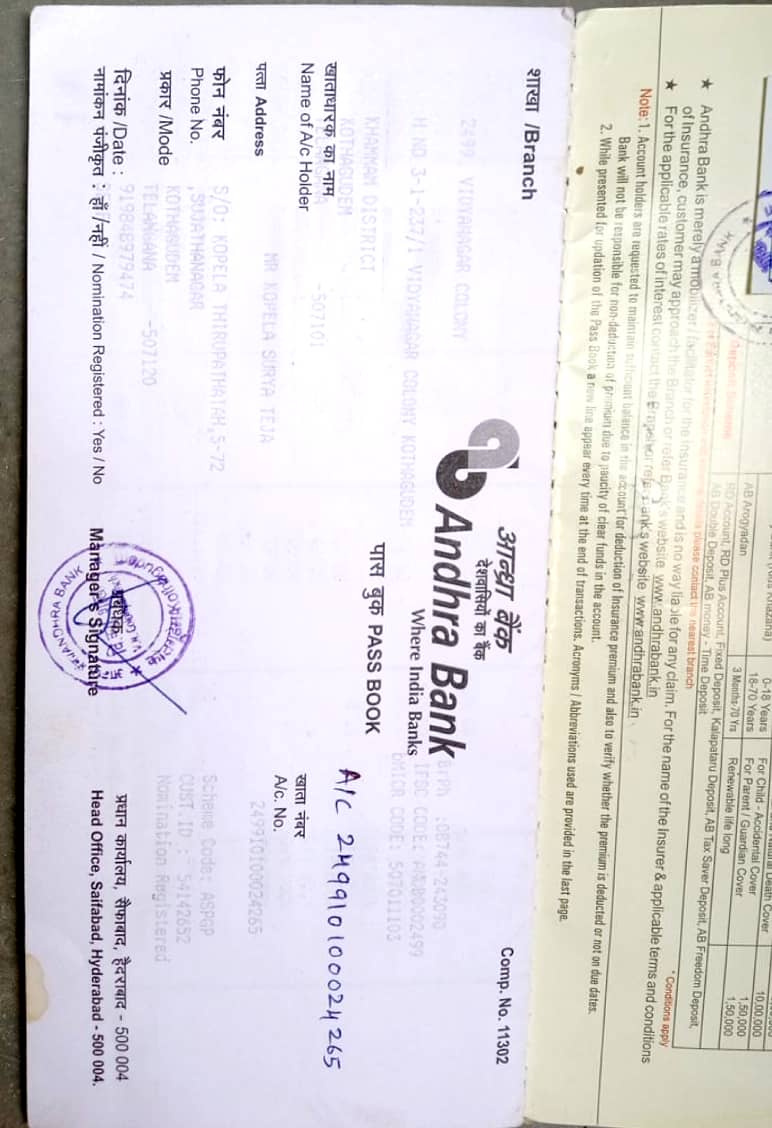 0-18 Years For Child - Accidental Cover 10,00,000
AB Arogyadan 18-70 Years For Parent / Guardian Cover 1,50,000
3 Months-70 Yrs Renewable life long 1,50,000
RD Account, RD Plus Account, Fixed Deposit, Kalapataru Deposit, AB Tax Saver Deposit, AB Freedom Deposit,
AB Double Deposit, AB money - Time Deposit
please contact the nearest branch
* Conditions apply
★ Andhra Bank is merely a mobilizer / facilitator for the Insurance and is no way liable for any claim. For the name of the Insurer & applicable terms and conditions
of Insurance, customer may approach the Branch or refer Bank's website www.andhrabank.in
★ For the applicable rates of interest contact the Branch or refer Bank's website www.andhrabank.in
Note: 1. Account holders are requested to maintain sufficient balance in the account for deduction of Insurance premium and also to verify whether the premium is deducted or not on due dates.
Bank will not be responsible for non-deduction of premium due to paucity of clear funds in the account.
2. While presented for updation of the Pass Book a new line appear every time at the end of transactions. Acronyms / Abbreviations used are provided in the last page.
शाखा /Branch
आन्ध्रा बैंक
देशवासियों का बैंक
Andhra Bank
Where India Banks
Comp. No. 11302
2499 VIDYANAGAR COLONY
BrPh :08744-243090
H NO 3-1-237/1 VIDYANAGAR COLONY KOTHAGUDEM
IFSC CODE: ANDB0002499
MICR CODE: 507011103
KHAMMAM DISTRICT
पास बुक PASS BOOK
KOTHAGUDEM
TELANGANA -507101
A/C 249910100024265
खाताधारक का नाम
Name of A/c Holder
MR KOPELA SURYA TEJA
खाता नंबर
A/c. No.
249910100024265
पत्ता Address
S/O: KOPELA THIRUPATHAIAH,5-72
,SUJATHANAGAR
KOTHAGUDEM
TELANGANA -507120
Scheme Code: ASPGP
CUST.ID : 54142652
Nomination Registered
फोन नंबर
Phone No.
919848979474
प्रकार /Mode
दिनांक /Date :
नामांकन पंजीकृत : हाँ /नहीं / Nomination Registered : Yes / No
प्रबंधक
Manager's Signature
ANDHRA BANK
प्रधान कार्यालय, सैफाबाद, हैदराबाद - 500 004
Head Office, Saifabad, Hyderabad - 500 004.